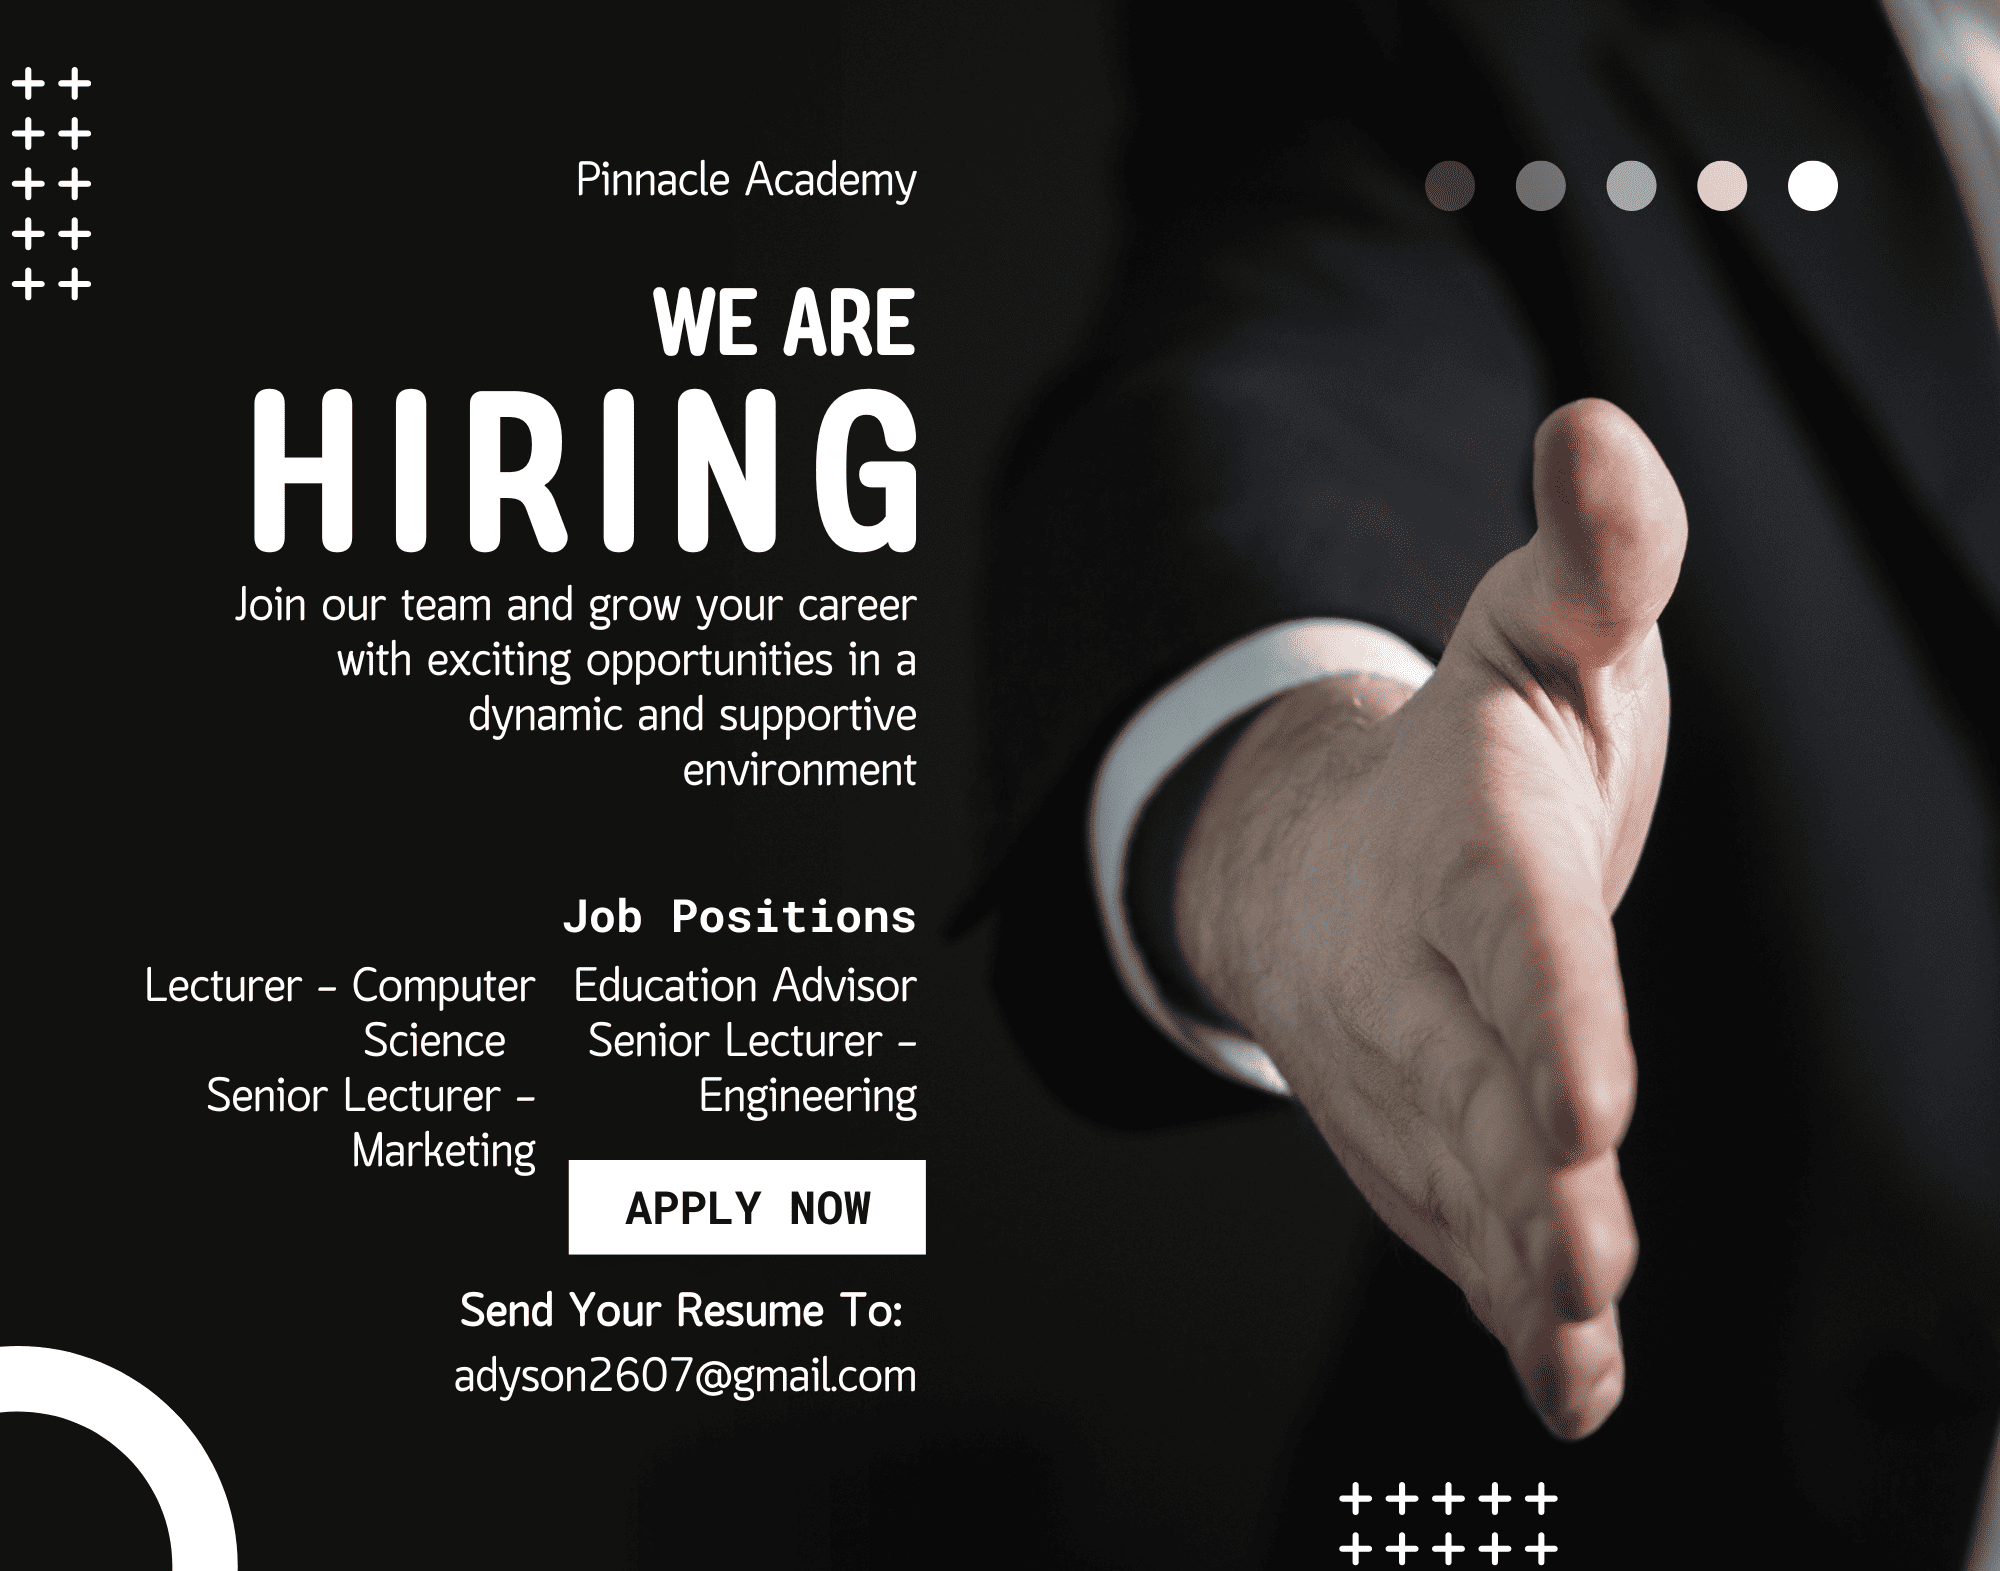 Pinnacle Academy
WE ARE
HIRING
Join our team and grow your career
with exciting opportunities in a
dynamic and supportive
environment
Job Positions
Lecturer – Computer
Science
Senior Lecturer –
Marketing
Education Advisor
Senior Lecturer –
Engineering
APPLY NOW
Send Your Resume To:
adyson2607@gmail.com